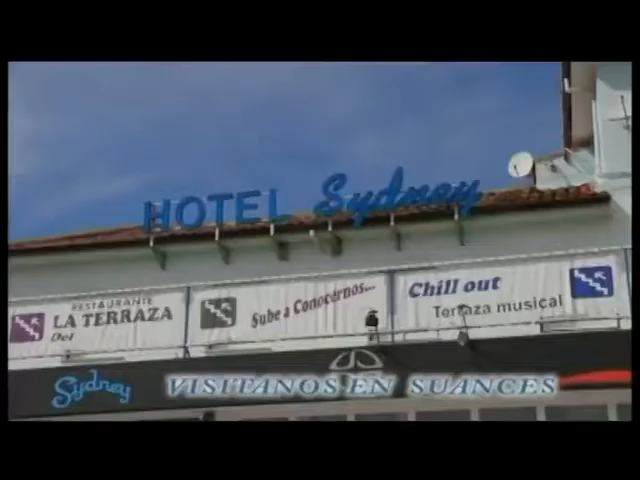 HOTEL Sydney
RESTAURANTE
LA TERRAZA
Del
Sube a Conocernos...
Chill out
Terraza musical
Sydney
VISITANOS EN SUANCES